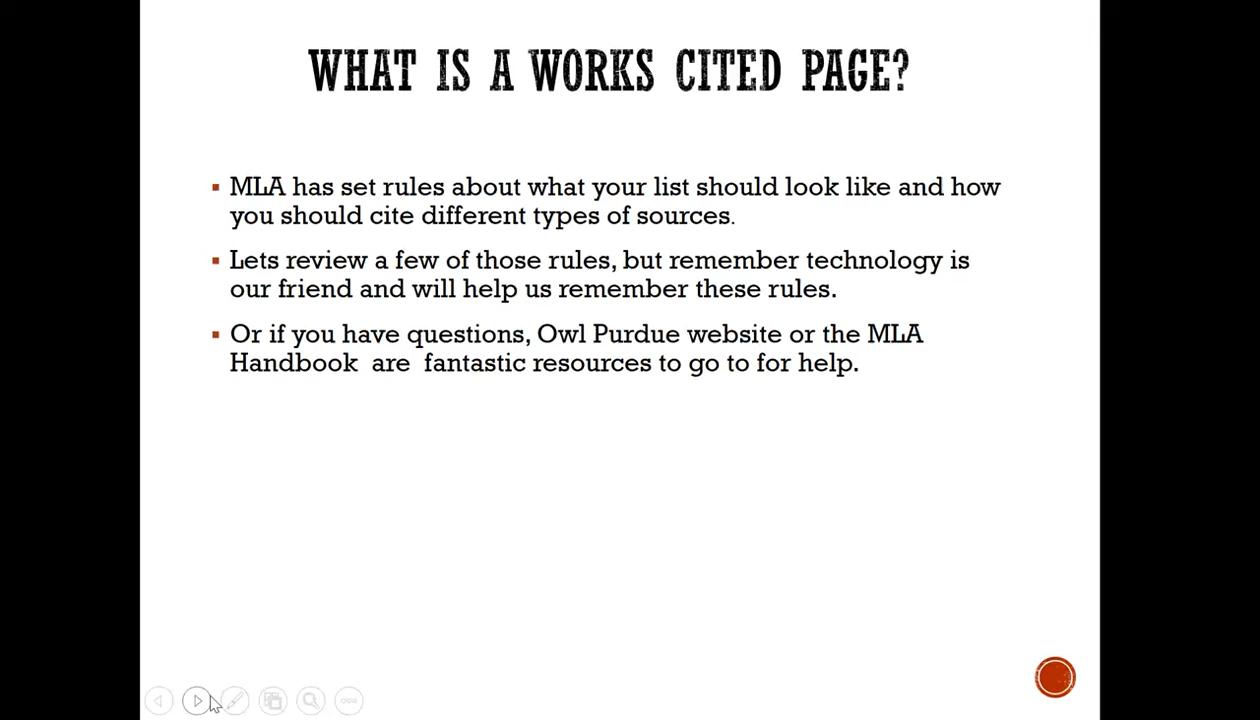 WHAT IS A WORKS CITED PAGE?
▪ MLA has set rules about what your list should look like and how
you should cite different types of sources.
▪ Lets review a few of those rules, but remember technology is
our friend and will help us remember these rules.
▪ Or if you have questions, Owl Purdue website or the MLA
Handbook  are  fantastic resources to go to for help.